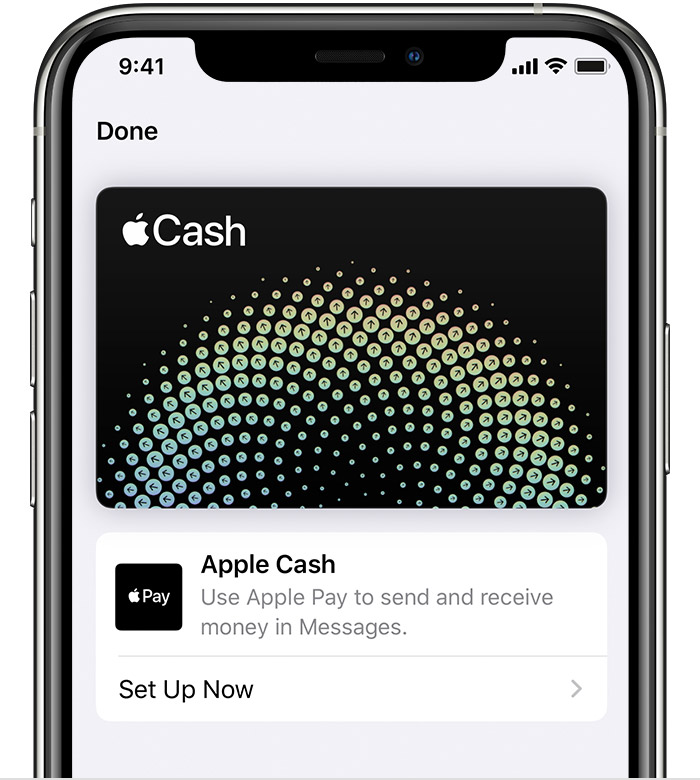 9:41
Done
Cash
Apple Cash
Pay
Use Apple Pay to send and receive
money in Messages.
Set Up Now